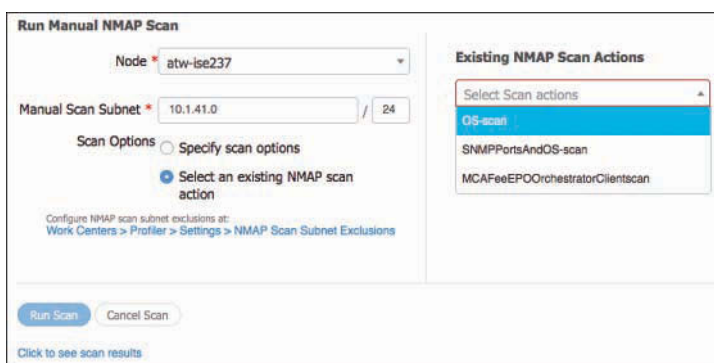 Run Manual NMAP Scan
Node * atw-ise237
Manual Scan Subnet * 10.1.41.0 / 24
Scan Options Specify scan options
Select an existing NMAP scan
action
Configure NMAP scan subnet exclusions at:
Work Centers > Profiler > Settings > NMAP Scan Subnet Exclusions
Run Scan Cancel Scan
Click to see scan results
Existing NMAP Scan Actions
Select Scan actions
OS-scan
SNMPPortsAndOS-scan
MCAFeeEPOOrchestratorClientscan